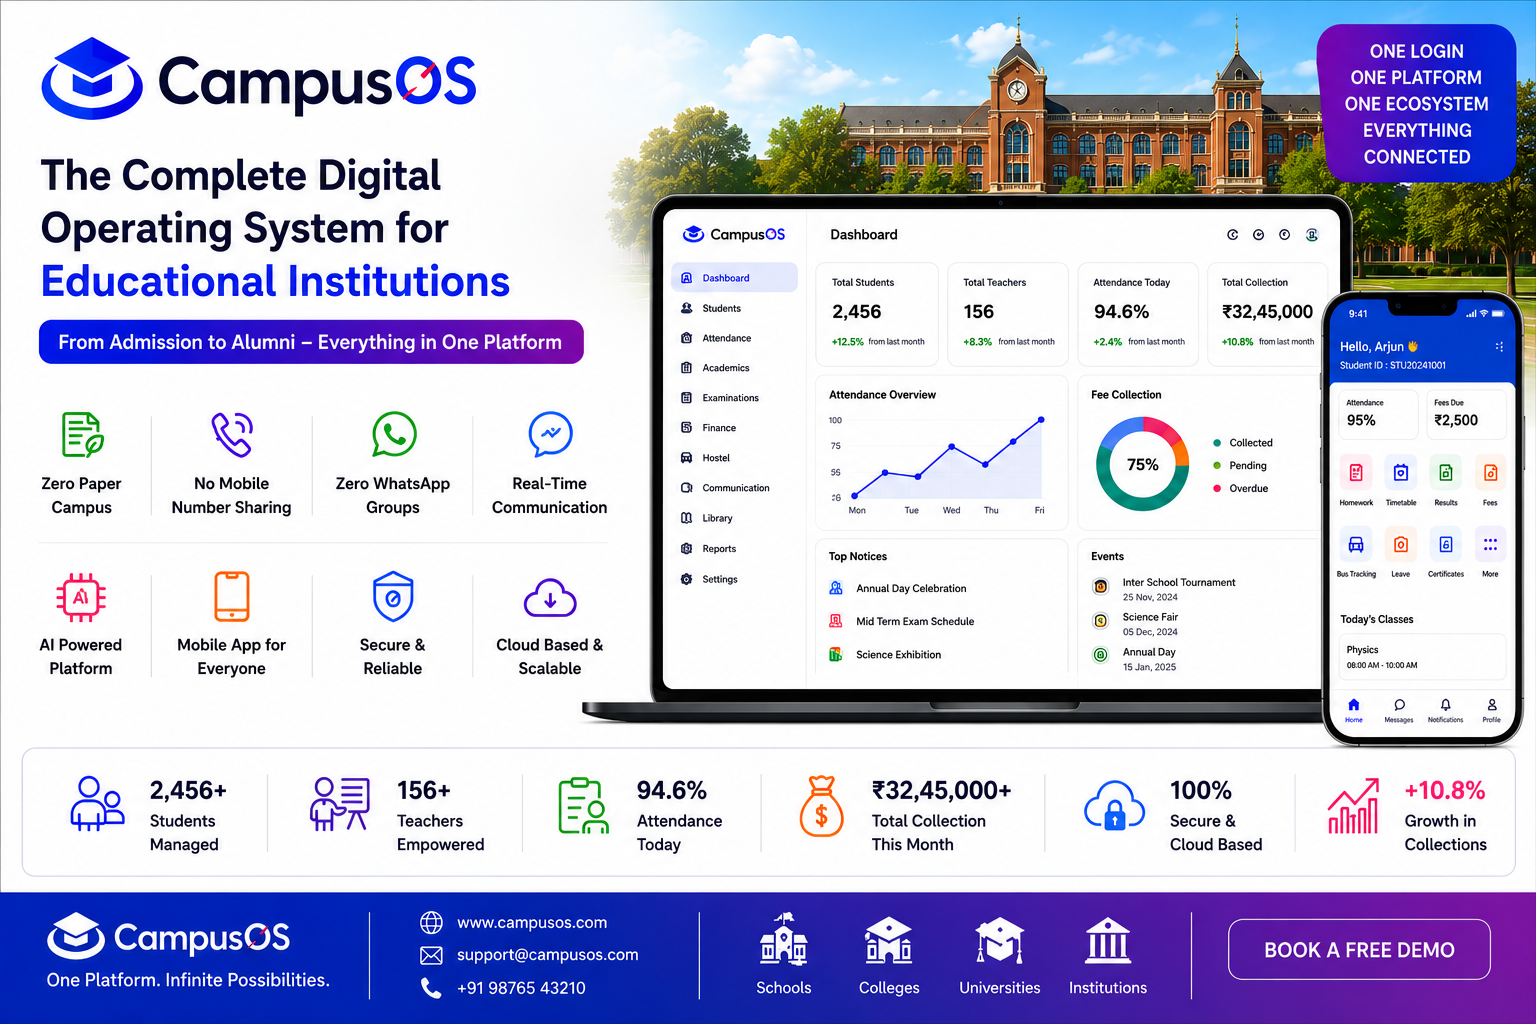 CampusOS
The Complete Digital
Operating System for
Educational Institutions
From Admission to Alumni – Everything in One Platform
Zero Paper
Campus
No Mobile
Number Sharing
Zero WhatsApp
Groups
Real-Time
Communication
AI
AI Powered
Platform
Mobile App for
Everyone
Secure &
Reliable
Cloud Based &
Scalable
ONE LOGIN
ONE PLATFORM
ONE ECOSYSTEM
EVERYTHING
CONNECTED
CampusOS
Dashboard
Students
Attendance
Academics
Examinations
Finance
Hostel
Communication
Library
Reports
Settings
Dashboard
Total Students
2,456
+12.5% from last month
Total Teachers
156
+8.3% from last month
Attendance Today
94.6%
+2.4% from last month
Total Collection
₹32,45,000
+10.8% from last month
Attendance Overview
100
75
Mon Tue Wed Thu Fri
Fee Collection
75%
Collected
Pending
Overdue
Top Notices
Annual Day Celebration
Mid Term Exam Schedule
Science Exhibition
Events
Inter School Tournament
25 Nov, 2024
Science Fair
05 Dec, 2024
Annual Day
15 Jan, 2025
9:41
Hello, Arjun 👋
Student ID : STU20241001
Attendance
95%
Fees Due
₹2,500
Homework Timetable Results Fees
Bus Tracking Leave Certificates More
Today's Classes
Physics
08:00 AM - 10:00 AM
Home Messages Notifications Profile
2,456+
Students
Managed
156+
Teachers
Empowered
94.6%
Attendance
Today
$
₹32,45,000+
Total Collection
This Month
100%
Secure &
Cloud Based
+10.8%
Growth in
Collections
CampusOS
One Platform. Infinite Possibilities.
www.campusos.com
support@campusos.com
+91 98765 43210
Schools
Colleges
Universities
Institutions
BOOK A FREE DEMO